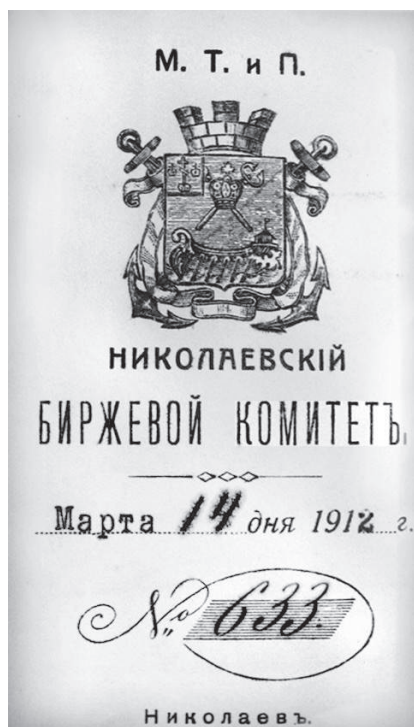 М. Т. и П.
НИКОЛАЕВСКІЙ
БИРЖЕВОЙ КОМИТЕТЪ.
Марта 14 дня 1912 г.
№ 633.
Николаевъ.